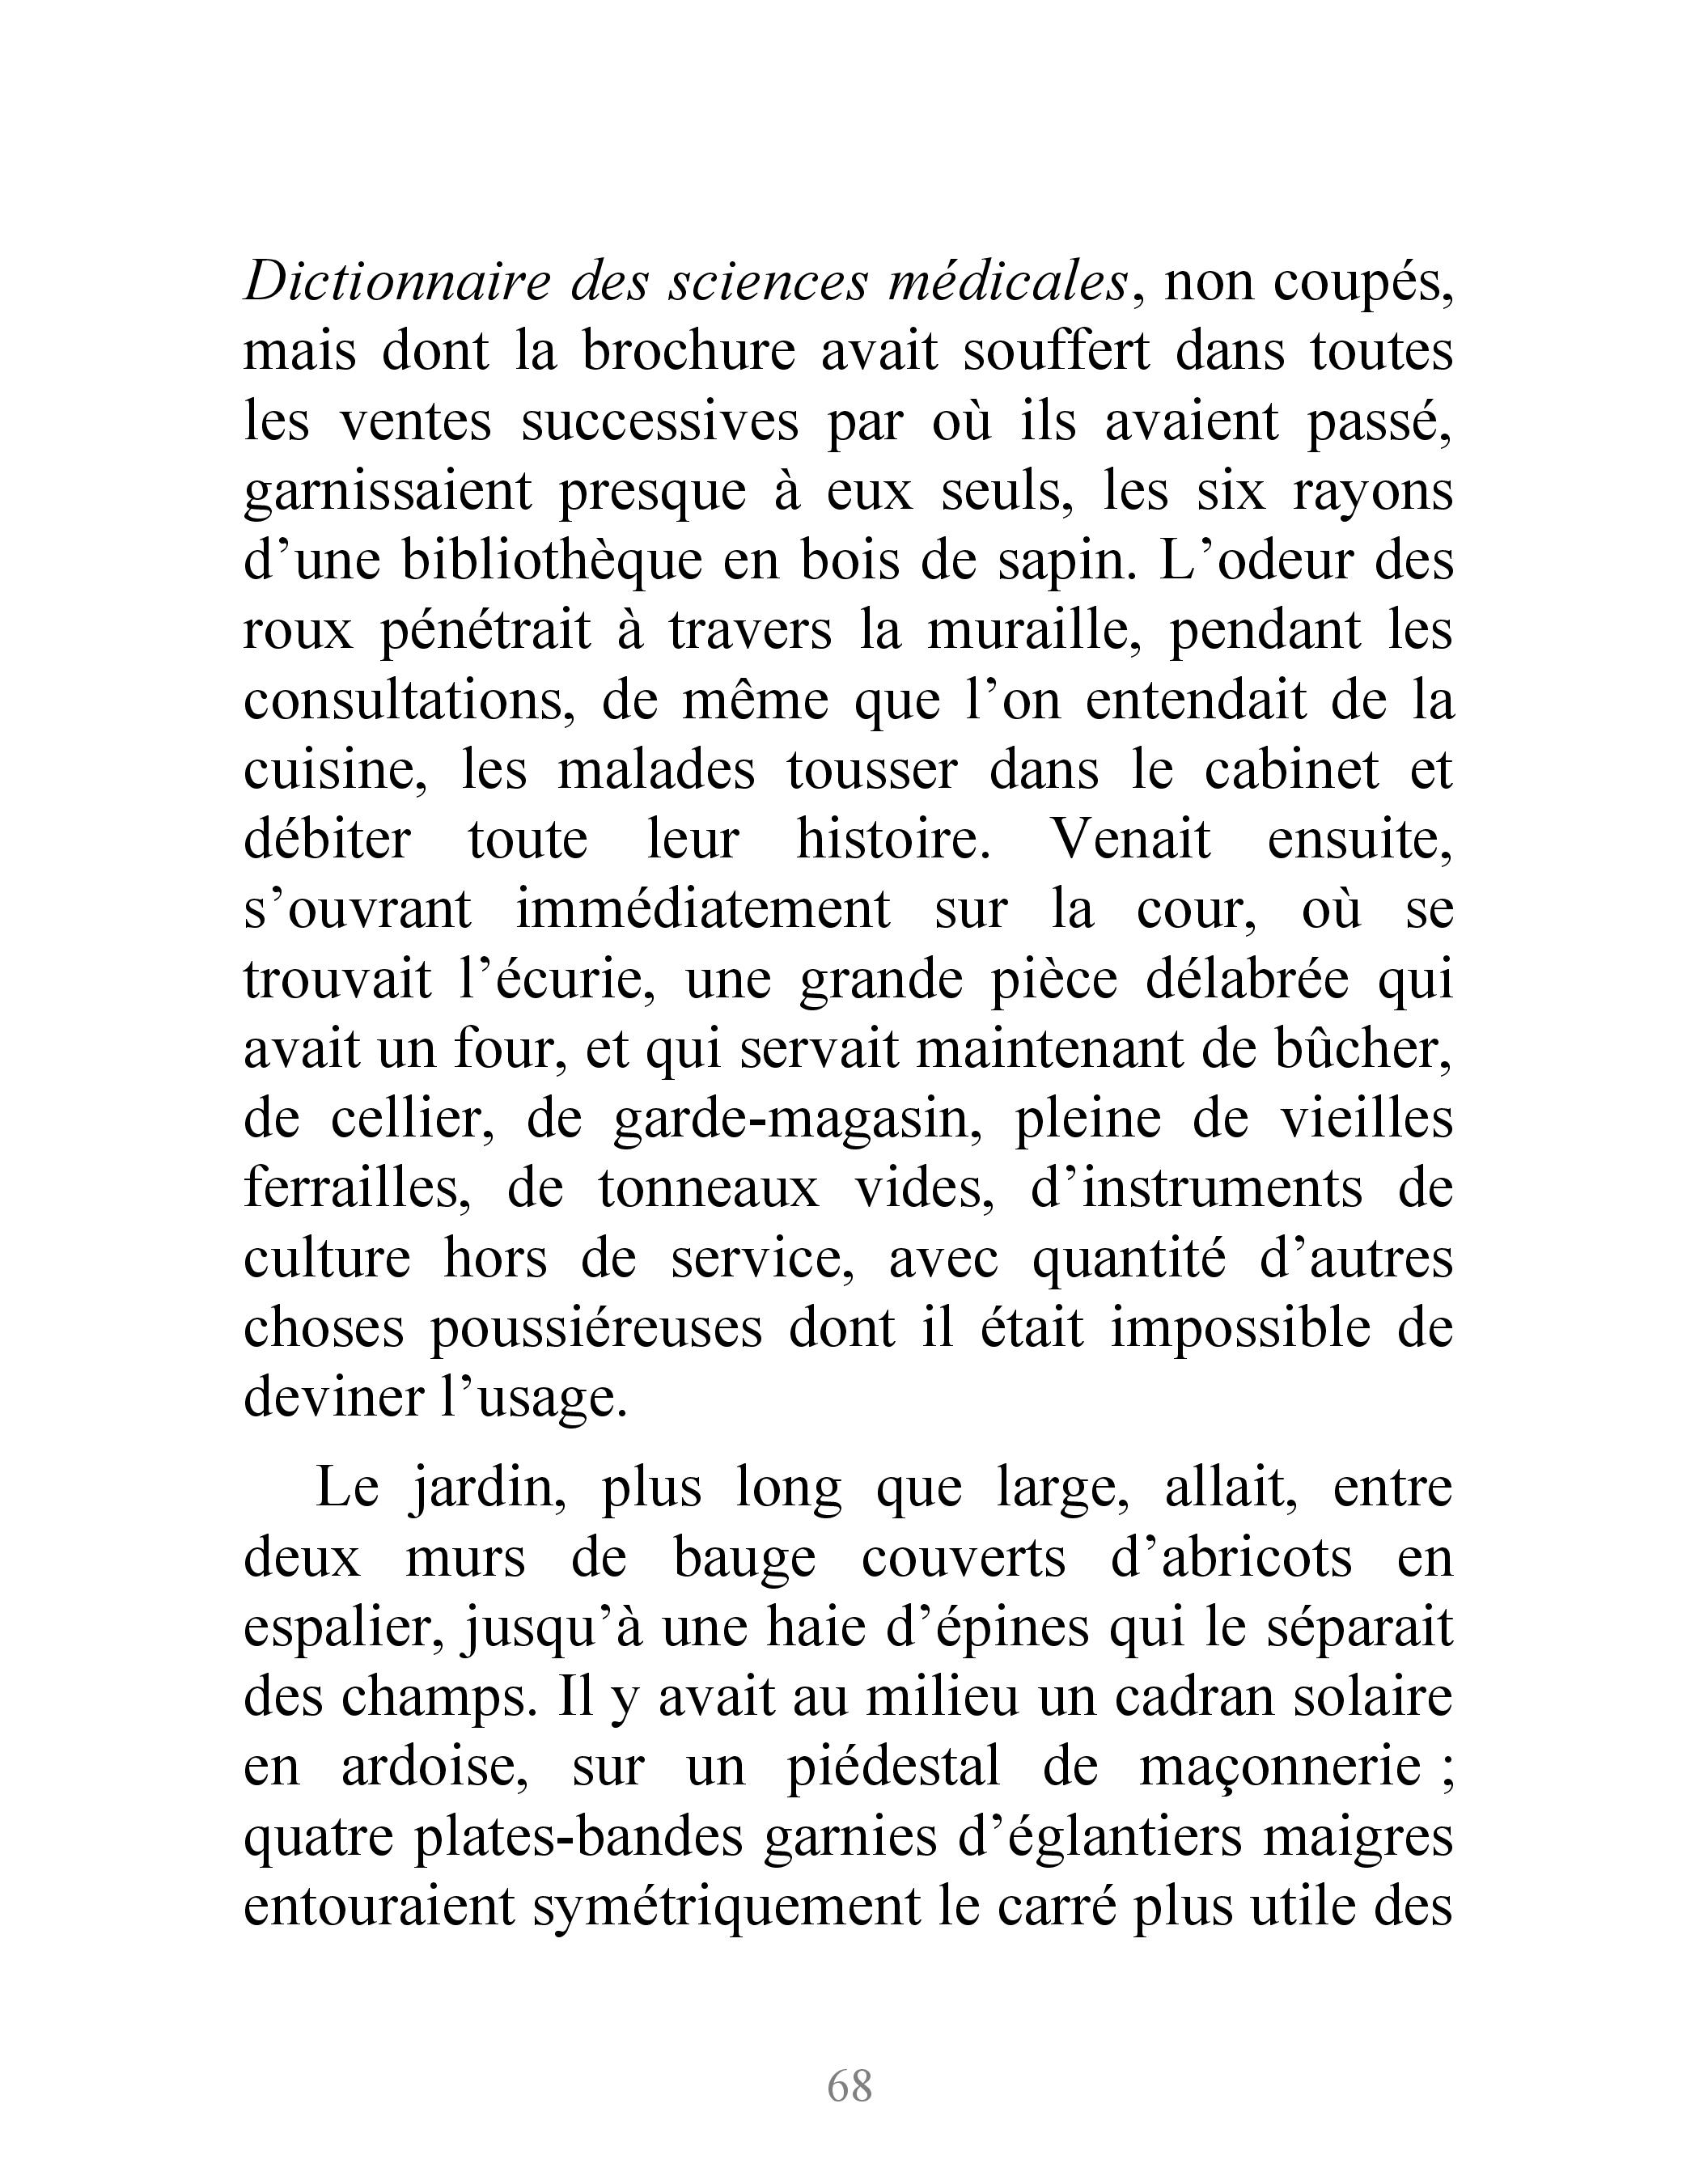 Dictionnaire des sciences médicales, non coupés,
mais dont la brochure avait souffert dans toutes
les ventes successives par où ils avaient passé,
garnissaient presque à eux seuls, les six rayons
d’une bibliothèque en bois de sapin. L’odeur des
roux pénétrait à travers la muraille, pendant les
consultations, de même que l’on entendait de la
cuisine, les malades tousser dans le cabinet et
débiter toute leur histoire. Venait ensuite,
s’ouvrant immédiatement sur la cour, où se
trouvait l’écurie, une grande pièce délabrée qui
avait un four, et qui servait maintenant de bûcher,
de cellier, de garde-magasin, pleine de vieilles
ferrailles, de tonneaux vides, d’instruments de
culture hors de service, avec quantité d’autres
choses poussiéreuses dont il était impossible de
deviner l’usage.
Le jardin, plus long que large, allait, entre
deux murs de bauge couverts d’abricots en
espalier, jusqu’à une haie d’épines qui le séparait
des champs. Il y avait au milieu un cadran solaire
en ardoise, sur un piédestal de maçonnerie ;
quatre plates-bandes garnies d’églantiers maigres
entouraient symétriquement le carré plus utile des
68